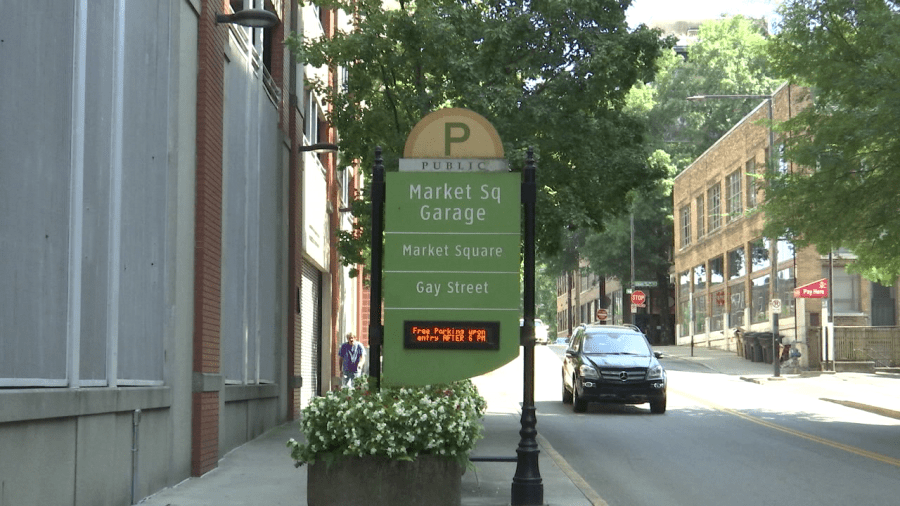 P
PUBLIC
Market Sq
Garage
Market Square
Gay Street
Free Parking upon
entry AFTER 6 PM
STOP
Pay Here